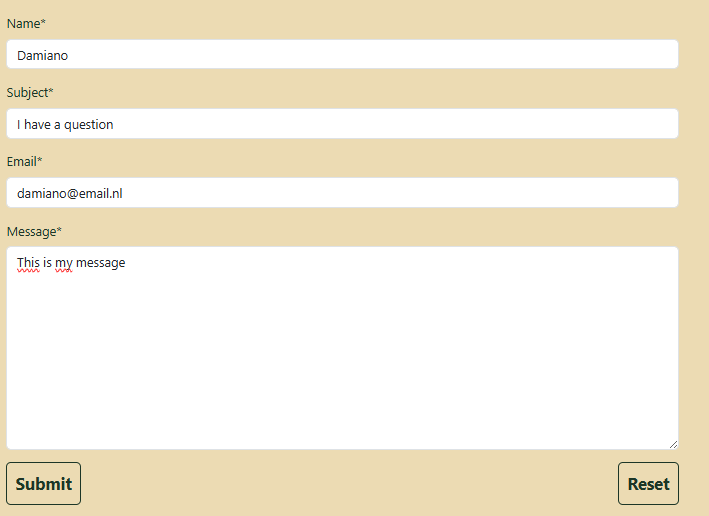 Name*
Damiano
Subject*
I have a question
Email*
damiano@email.nl
Message*
This is my message
Submit
Reset